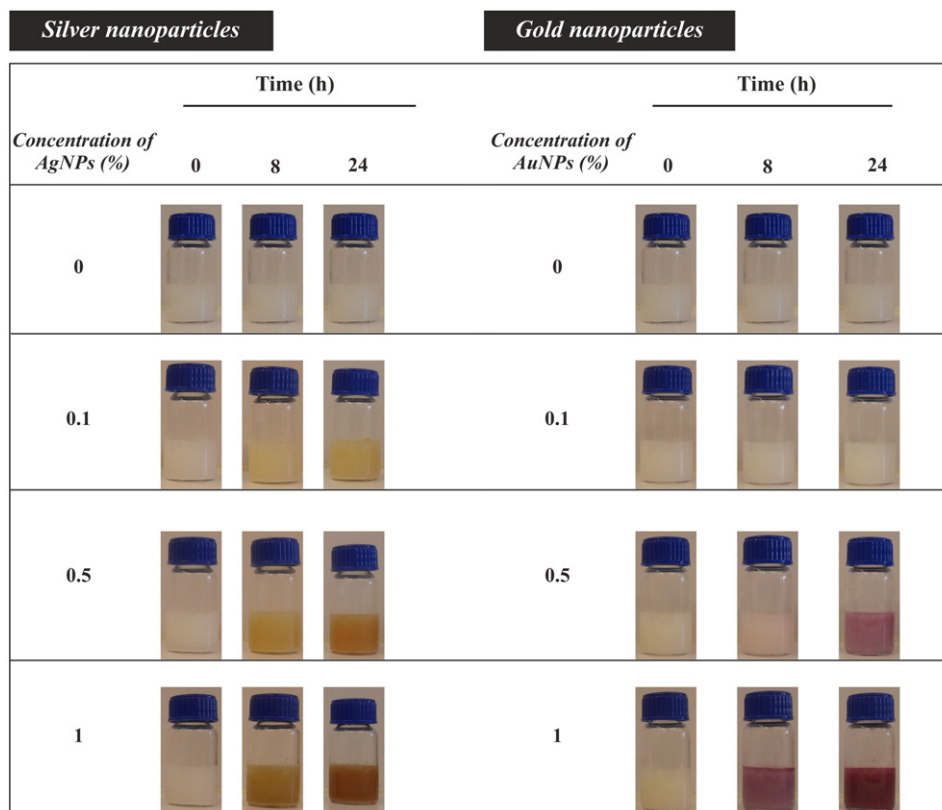 Silver nanoparticles
Gold nanoparticles
Time (h)
Time (h)
Concentration of
AgNPs (%)
0 8 24
Concentration of
AuNPs (%)
0 8 24
0
0
0.1
0.1
0.5
0.5
1
1